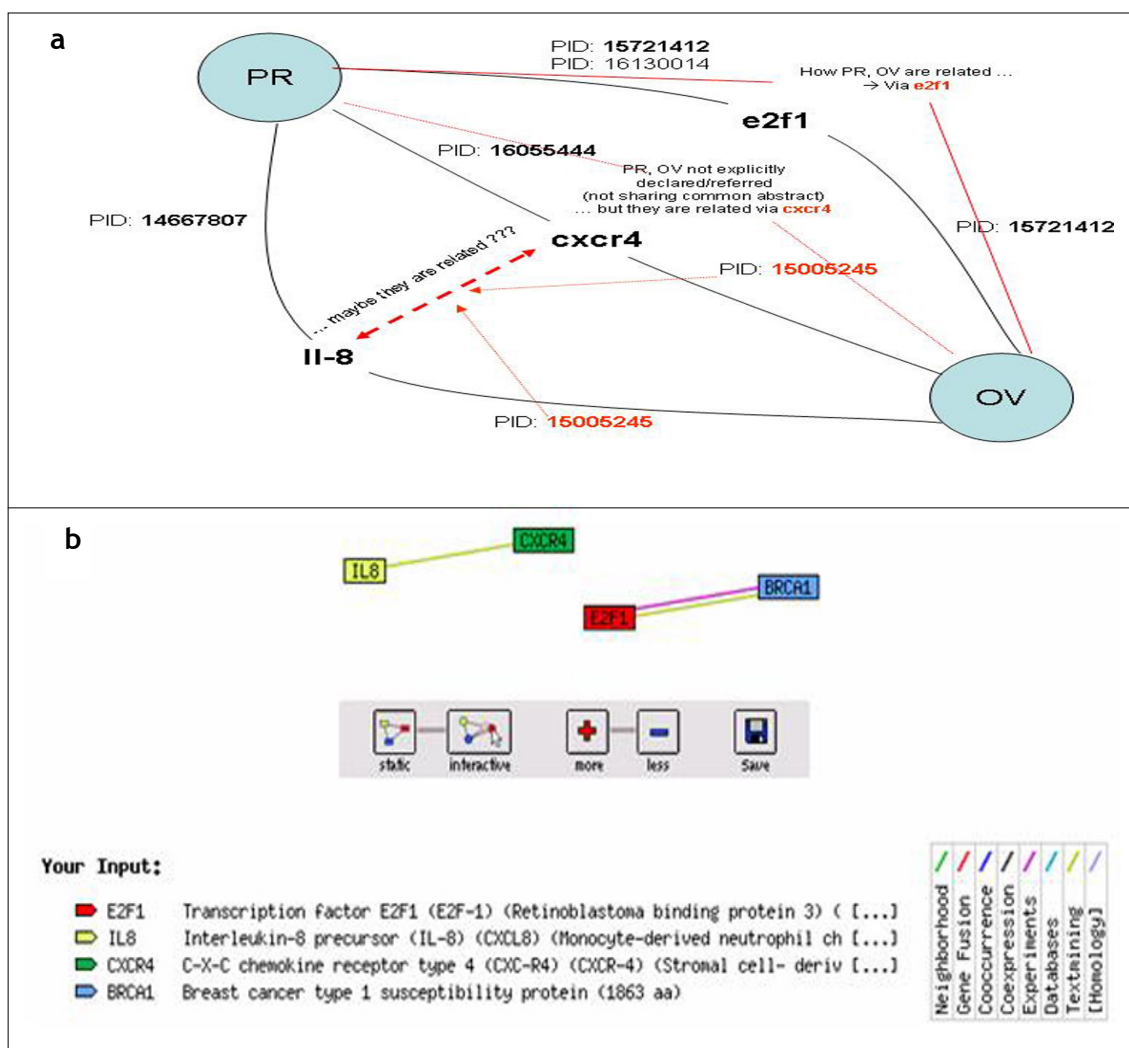 a
PR
PID: 15721412
PID: 16130014
How PR, OV are related ...
→ Via e2f1
e2f1
PID: 16055444
PR, OV not explicitly
declared/referred
(not sharing common abstract)
... but they are related via cxcr4
PID: 14667807
PID: 15721412
cxcr4
... maybe they are related ???
PID: 15005245
Il-8
OV
PID: 15005245
b
CXCR4
IL8
BRCA1
E2F1
static
interactive
more
less
Save
Your Input:
E2F1 Transcription factor E2F1 (E2F-1) (Retinoblastoma binding protein 3) ( [...]
IL8 Interleukin-8 precursor (IL-8) (CXCL8) (Monocyte-derived neutrophil ch [...]
CXCR4 C-X-C chemokine receptor type 4 (CXC-R4) (CXCR-4) (Stromal cell- deriv [...]
BRCA1 Breast cancer type 1 susceptibility protein (1863 aa)
Neighborhood
Gene Fusion
Cooccurrence
Coexpression
Experiments
Databases
Textmining
[Homology]